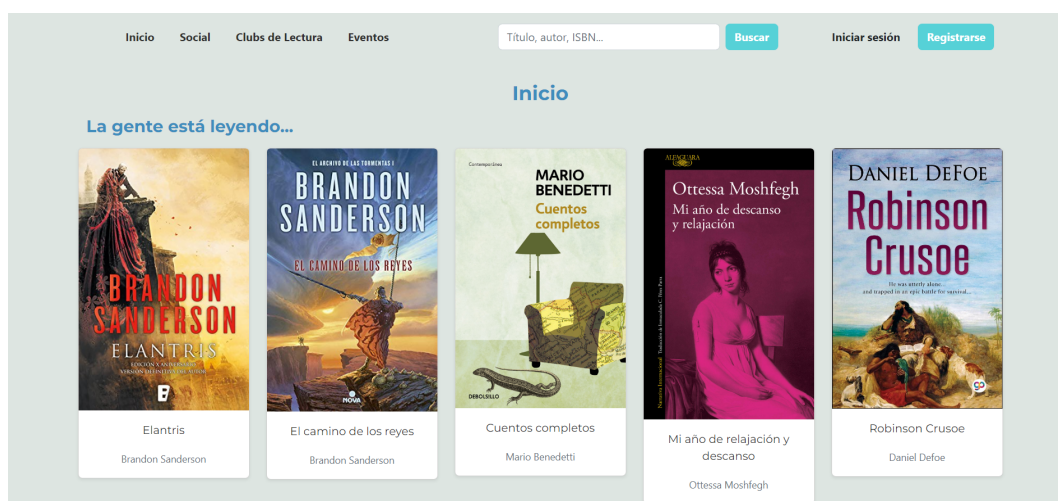 Inicio Social Clubs de Lectura Eventos Título, autor, ISBN... Buscar Iniciar sesión Registrarse
Inicio
La gente está leyendo...
BRANDON
SANDERSON
ELANTRIS
B
Elantris
Brandon Sanderson
EL ARCHIVO DE LAS TORMENTAS I
BRANDON
SANDERSON
EL CAMINO DE LOS REYES
NOVA
El camino de los reyes
Brandon Sanderson
Contemporánea
MARIO
BENEDETTI
Cuentos
completos
DEBOLSILLO
Cuentos completos
Mario Benedetti
ALFAGUARA
Ottessa Moshfegh
Mi año de descanso
y relajación
Mi año de relajación y
descanso
Ottessa Moshfegh
DANIEL DEFOE
Robinson
Crusoe
He was utterly alone
and trapped in an epic battle for survival...
Robinson Crusoe
Daniel Defoe